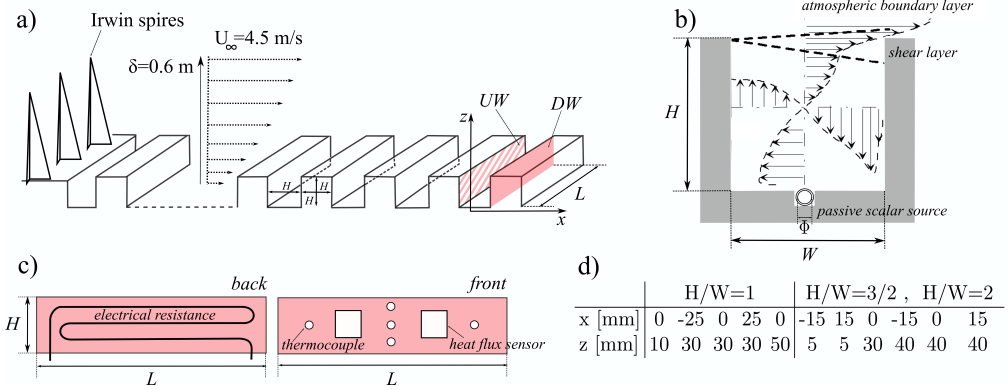 a)
Irwin spires
U∞=4.5 m/s
δ=0.6 m
UW
DW
z
H
H
H
L
x
b)
atmospheric boundary layer
shear layer
H
passive scalar source
Φ
W
c)
back
front
H
electrical resistance
thermocouple
heat flux sensor
L
L
d)
H/W=1 H/W=3/2 , H/W=2
x [mm] 0 -25 0 25 0 -15 15 0 -15 0 15
z [mm] 10 30 30 30 50 5 5 30 40 40 40